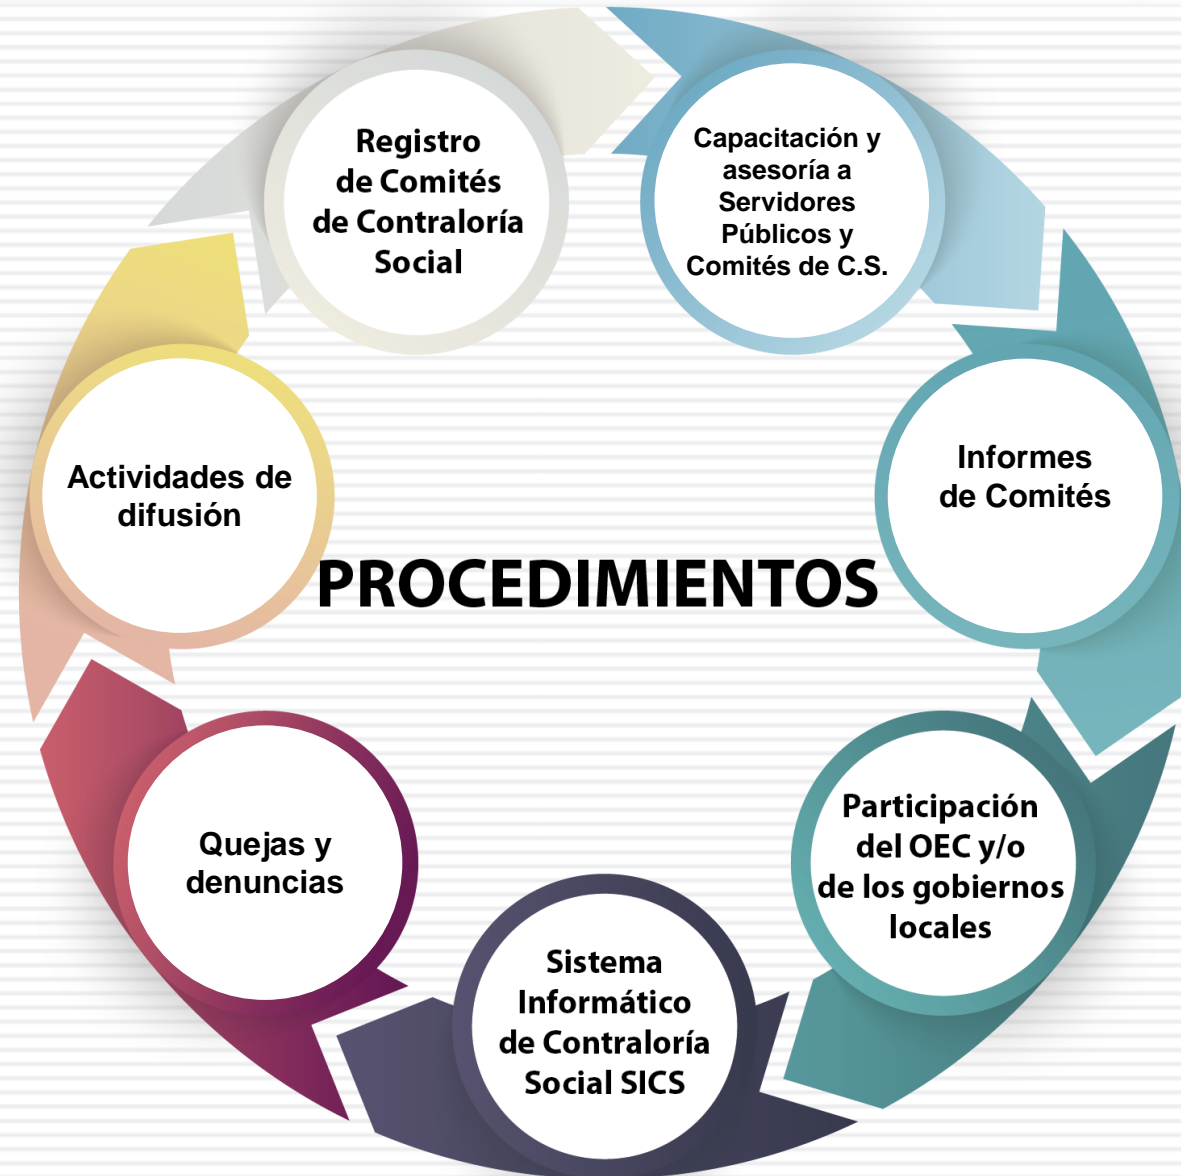 Registro
de Comités
de Contraloría
Social
Capacitación y
asesoría a
Servidores
Públicos y
Comités de C.S.
Informes
de Comités
Actividades de
difusión
PROCEDIMIENTOS
Participación
del OEC y/o
de los gobiernos
locales
Quejas y
denuncias
Sistema
Informático
de Contraloría
Social SICS